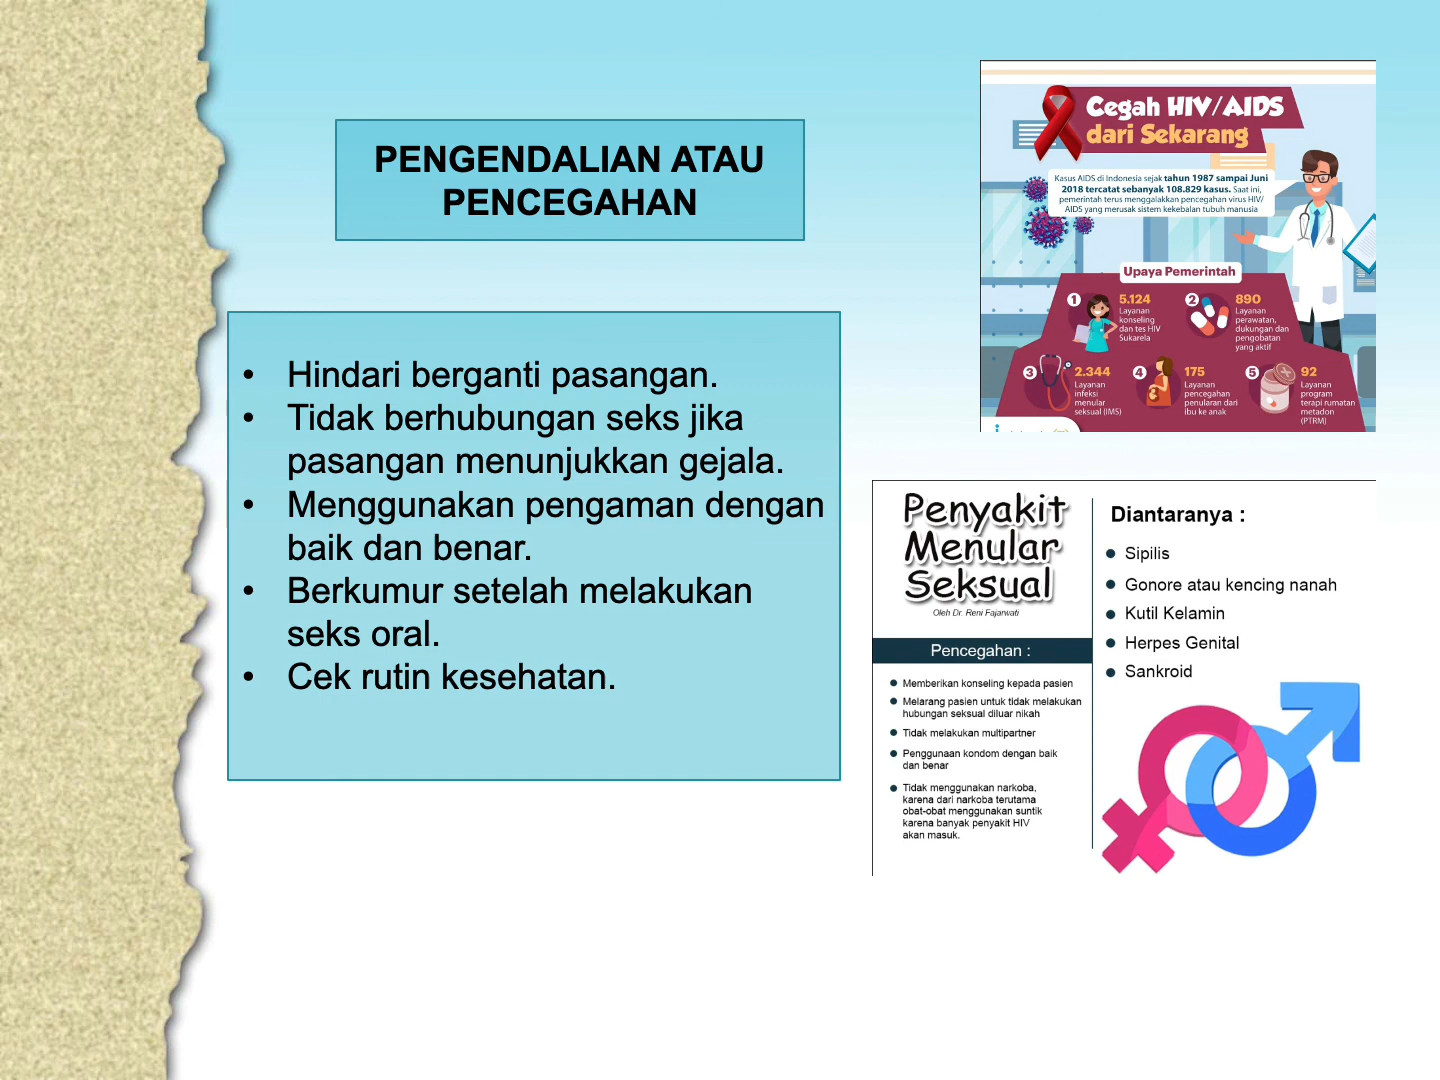 PENGENDALIAN ATAU
PENCEGAHAN
• Hindari berganti pasangan.
• Tidak berhubungan seks jika
pasangan menunjukkan gejala.
• Menggunakan pengaman dengan
baik dan benar.
• Berkumur setelah melakukan
seks oral.
• Cek rutin kesehatan.
Cegah HIV/AIDS
dari Sekarang
Kasus AIDS di Indonesia sejak tahun 1987 sampai Juni
2018 tercatat sebanyak 108.829 kasus. Saat ini,
pemerintah terus menggalakkan pencegahan virus HIV/
AIDS yang merusak sistem kekebalan tubuh manusia
Upaya Pemerintah
1 5.124
Layanan
konseling
dan tes HIV
Sukarela
2 890
Layanan
perawatan,
dukungan dan
pengobatan
yang aktif
3 2.344
Layanan
infeksi
menular
seksual (IMS)
4 175
Layanan
pencegahan
penularan dari
ibu ke anak
5 92
Layanan
program
terapi rumatan
metadon
(PTRM)
Penyakit
Menular
Seksual
Oleh Dr. Reni Fajarwati
Pencegahan :
• Memberikan konseling kepada pasien
• Melarang pasien untuk tidak melakukan
hubungan seksual diluar nikah
• Tidak melakukan multipartner
• Penggunaan kondom dengan baik
dan benar
• Tidak menggunakan narkoba,
karena dari narkoba terutama
obat-obat menggunakan suntik
karena banyak penyakit HIV
akan masuk.
Diantaranya :
• Sipilis
• Gonore atau kencing nanah
• Kutil Kelamin
• Herpes Genital
• Sankroid